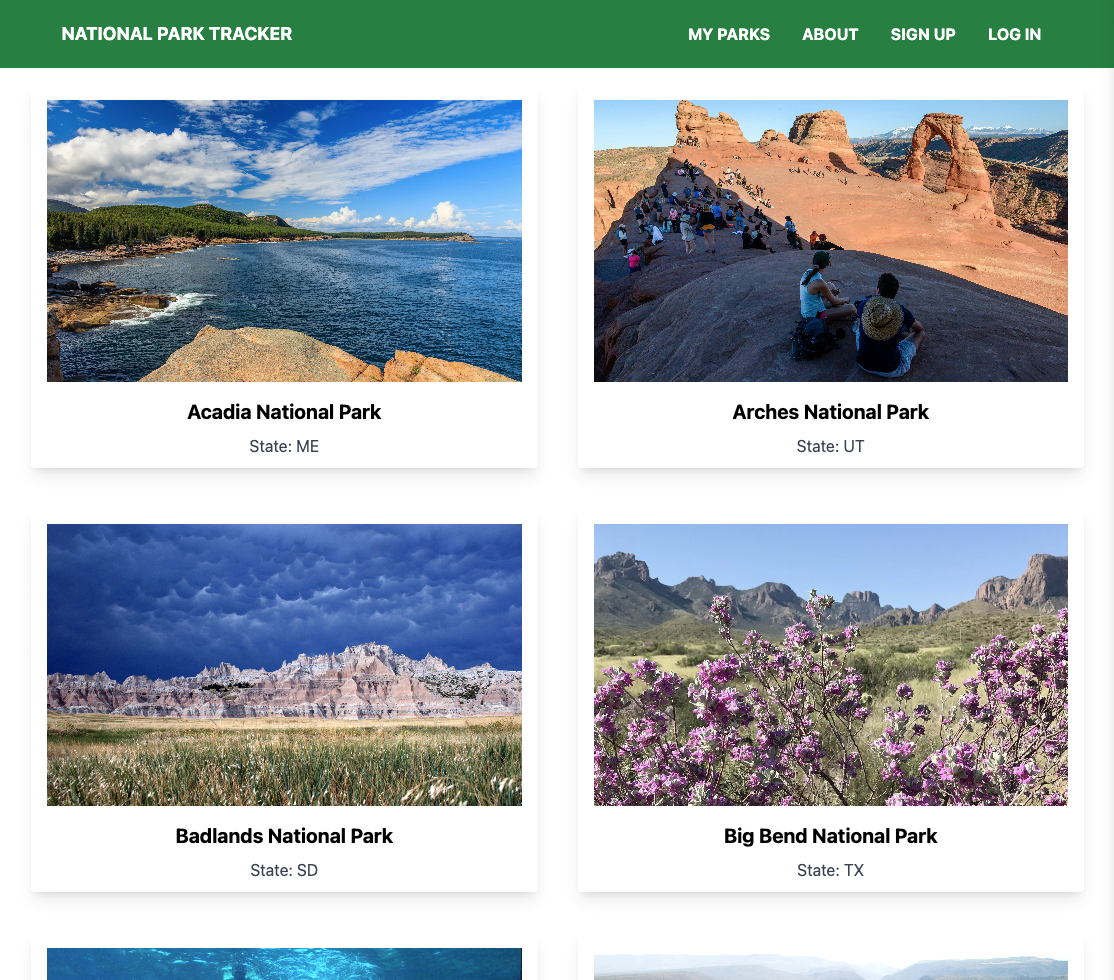 NATIONAL PARK TRACKER
MY PARKS
ABOUT
SIGN UP
LOG IN
Acadia National Park
State: ME
Arches National Park
State: UT
Badlands National Park
State: SD
Big Bend National Park
State: TX